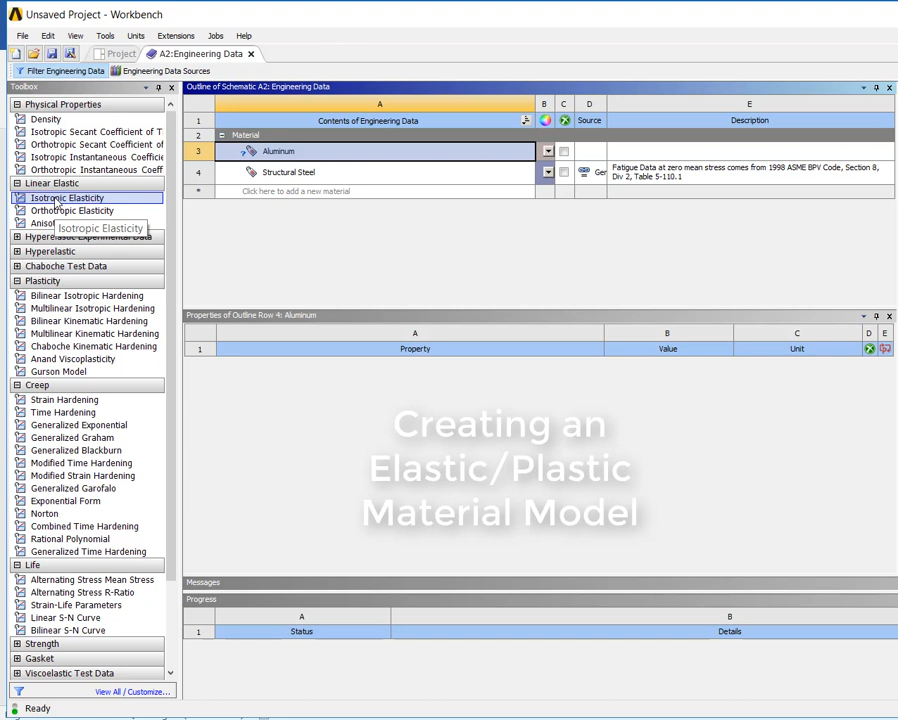 Unsaved Project - Workbench
File Edit View Tools Units Extensions Jobs Help
Project A2:Engineering Data
Filter Engineering Data Engineering Data Sources
Toolbox
Physical Properties
Density
Isotropic Secant Coefficient of T
Orthotropic Secant Coefficient of
Isotropic Instantaneous Coefficie
Orthotropic Instantaneous Coeff
Linear Elastic
Isotropic Elasticity
Orthotropic Elasticity
Anisot
Isotropic Elasticity
Hyperelastic Experimental Data
Hyperelastic
Chaboche Test Data
Plasticity
Bilinear Isotropic Hardening
Multilinear Isotropic Hardening
Bilinear Kinematic Hardening
Multilinear Kinematic Hardening
Chaboche Kinematic Hardening
Anand Viscoplasticity
Gurson Model
Creep
Strain Hardening
Time Hardening
Generalized Exponential
Generalized Graham
Generalized Blackburn
Modified Time Hardening
Modified Strain Hardening
Generalized Garofalo
Exponential Form
Norton
Combined Time Hardening
Rational Polynomial
Generalized Time Hardening
Life
Alternating Stress Mean Stress
Alternating Stress R-Ratio
Strain-Life Parameters
Linear S-N Curve
Bilinear S-N Curve
Strength
Gasket
Viscoelastic Test Data
View All / Customize...
Ready
Outline of Schematic A2: Engineering Data
A B C D E
1 Contents of Engineering Data Source Description
2 Material
3 Aluminum
4 Structural Steel Ger Fatigue Data at zero mean stress comes from 1998 ASME BPV Code, Section 8,
Div 2, Table 5-110.1
* Click here to add a new material
Properties of Outline Row 4: Aluminum
A B C D E
1 Property Value Unit
Creating an
Elastic/Plastic
Material Model
Messages
Progress
A B
1 Status Details